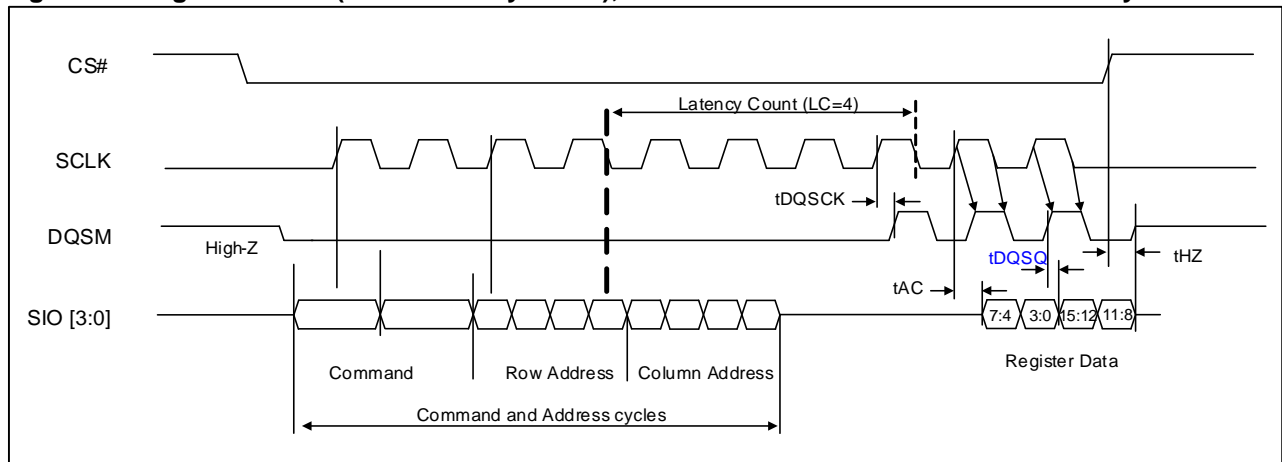 CS#
Latency Count (LC=4)
SCLK
tDQSCK
DQSM
High-Z
tDQSQ
tHZ
tAC
SIO [3:0]
7:4 3:0 15:12 11:8
Command Row Address Column Address Register Data
Command and Address cycles